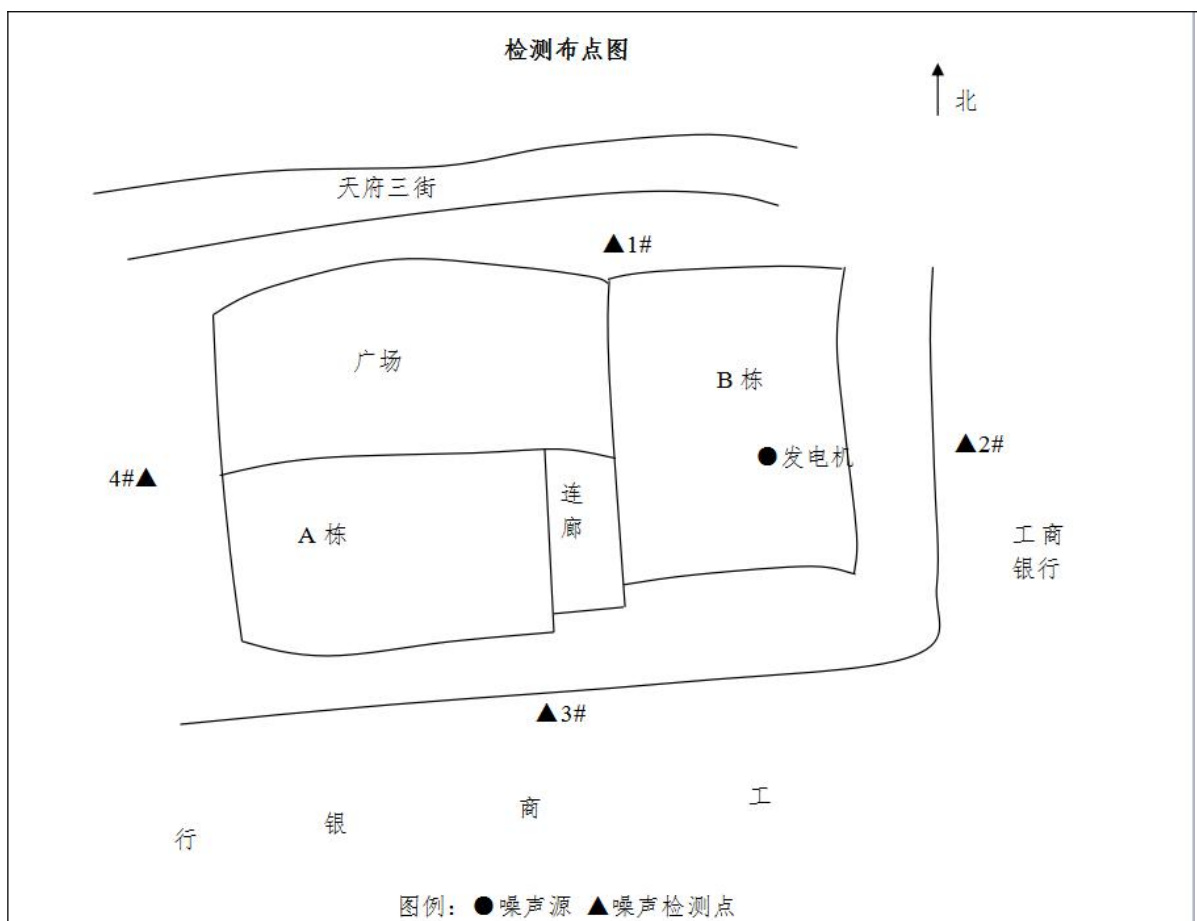 检测布点图
北
天府三街
▲1#
广场
B 栋
▲2#
●发电机
4#▲
连廊
A 栋
工商
银行
▲3#
行 银 商 工
图例：●噪声源 ▲噪声检测点